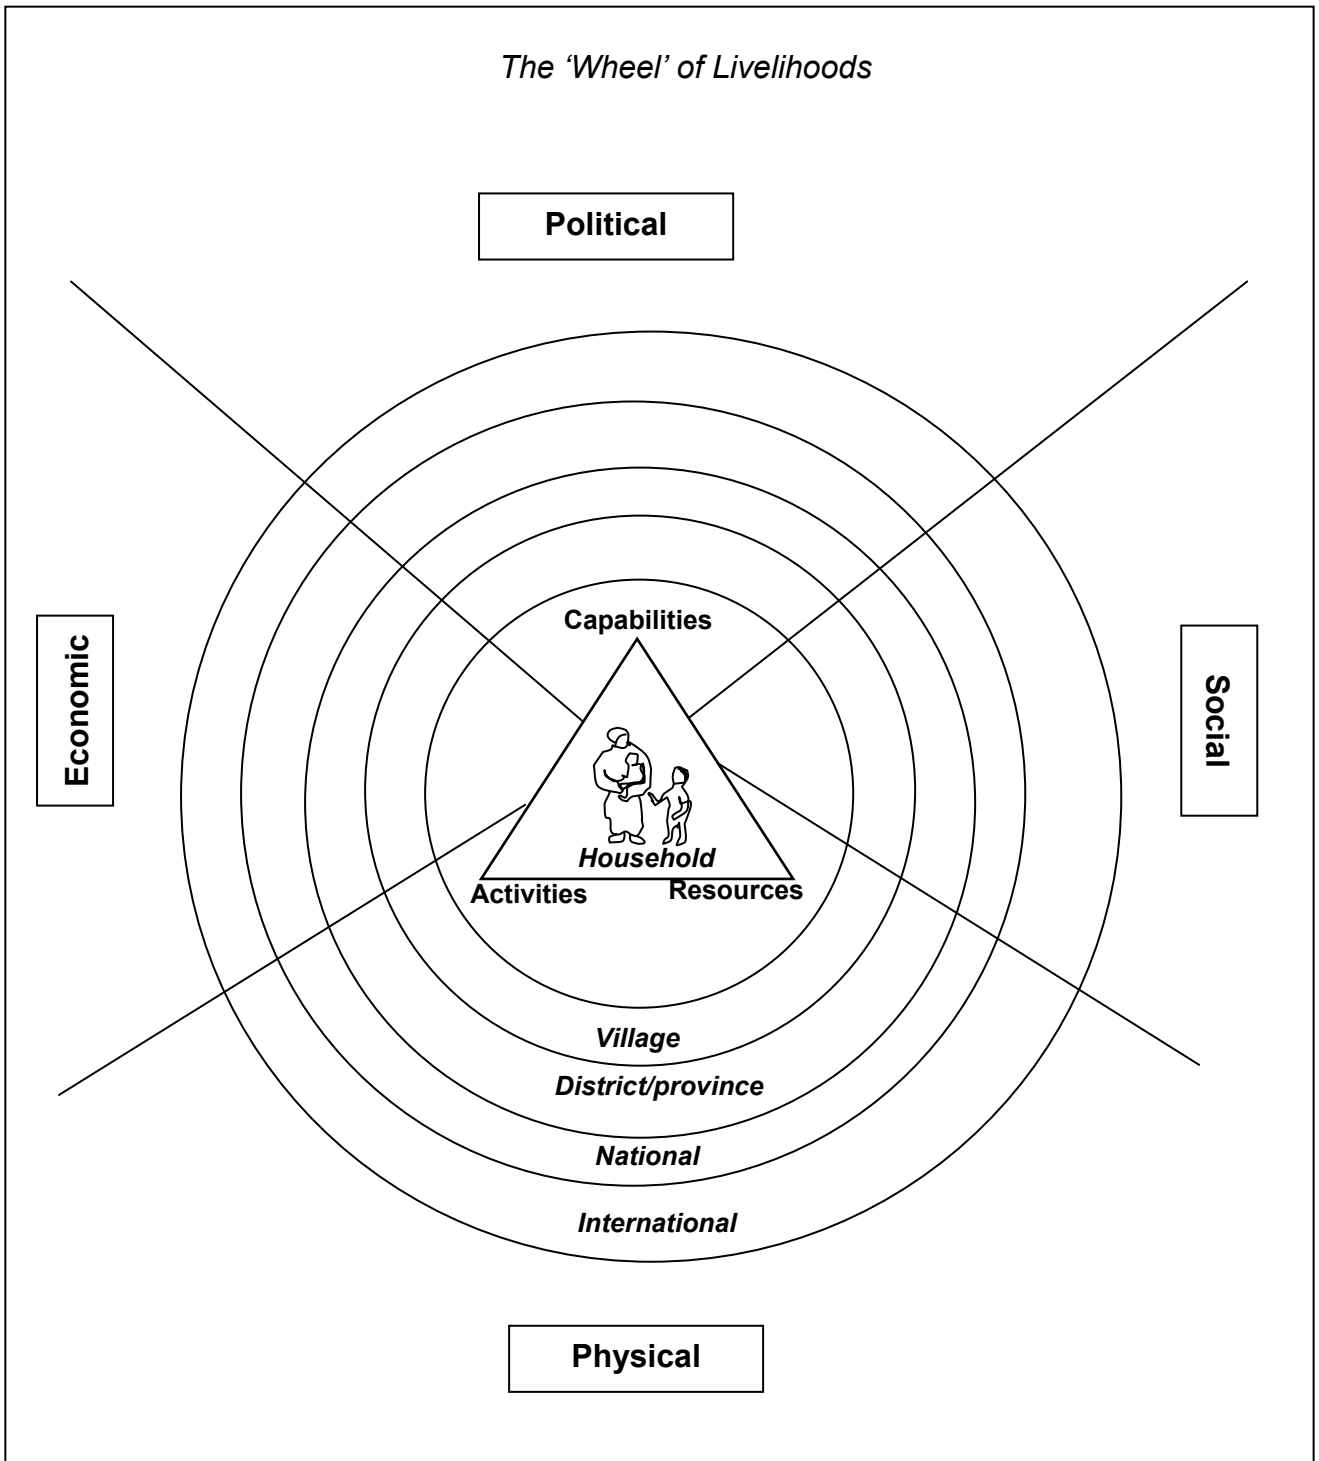 The ‘Wheel’ of Livelihoods
Political
Economic
Social
Capabilities
Household
Activities
Resources
Village
District/province
National
International
Physical